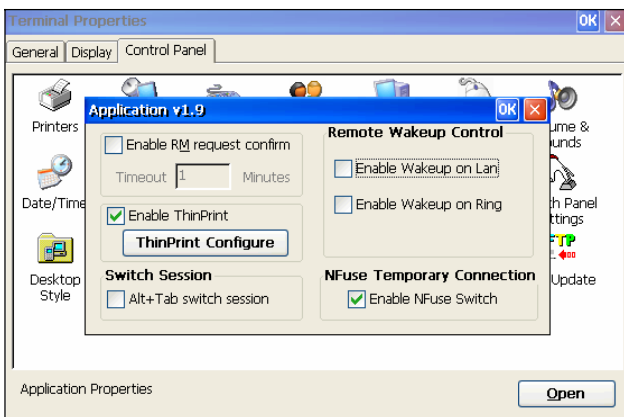 Terminal Properties
OK
General
Display
Control Panel
Printers
Date/Time
Desktop
Style
Application v1.9
OK
Enable RM request confirm
Timeout 1 Minutes
Enable ThinPrint
ThinPrint Configure
Switch Session
Alt+Tab switch session
Remote Wakeup Control
Enable Wakeup on Lan
Enable Wakeup on Ring
NFuse Temporary Connection
Enable NFuse Switch
ume &
unds
h Panel
ttings
FTP
Update
Application Properties
Open